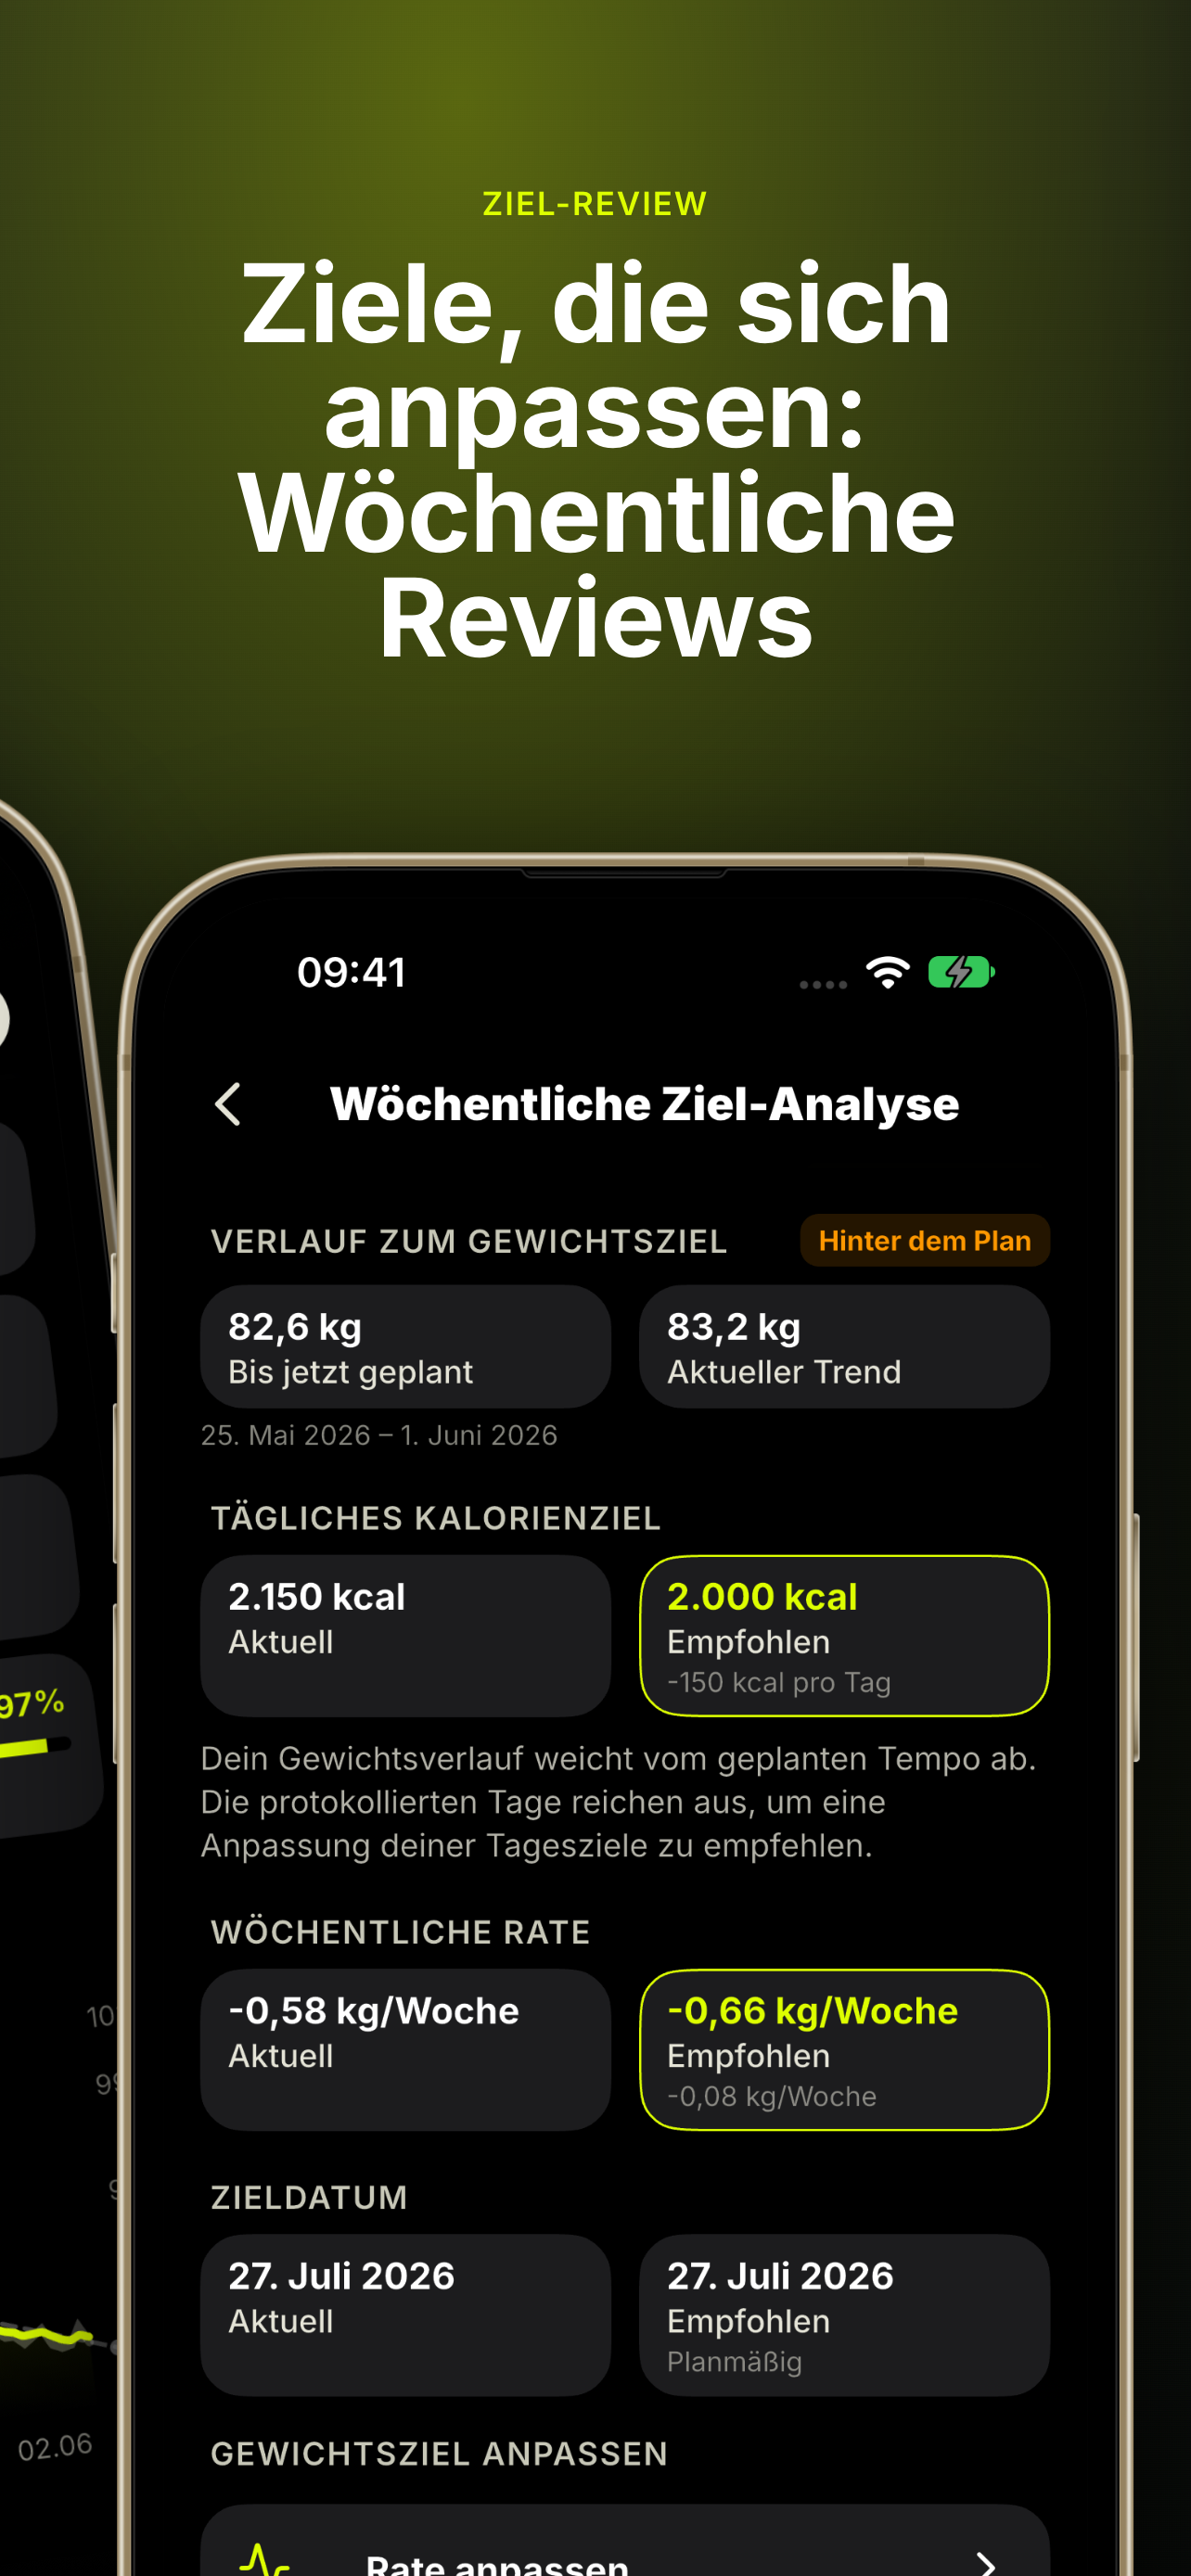 ZIEL-REVIEW
Ziele, die sich
anpassen:
Wöchentliche
Reviews
09:41
Wöchentliche Ziel-Analyse
VERLAUF ZUM GEWICHTSZIEL
Hinter dem Plan
82,6 kg
Bis jetzt geplant
83,2 kg
Aktueller Trend
25. Mai 2026 – 1. Juni 2026
TÄGLICHES KALORIENZIEL
2.150 kcal
Aktuell
2.000 kcal
Empfohlen
-150 kcal pro Tag
97%
Dein Gewichtsverlauf weicht vom geplanten Tempo ab.
Die protokollierten Tage reichen aus, um eine
Anpassung deiner Tagesziele zu empfehlen.
WÖCHENTLICHE RATE
-0,58 kg/Woche
Aktuell
-0,66 kg/Woche
Empfohlen
-0,08 kg/Woche
ZIELDATUM
27. Juli 2026
Aktuell
27. Juli 2026
Empfohlen
Planmäßig
02.06
GEWICHTSZIEL ANPASSEN
Rate anpassen